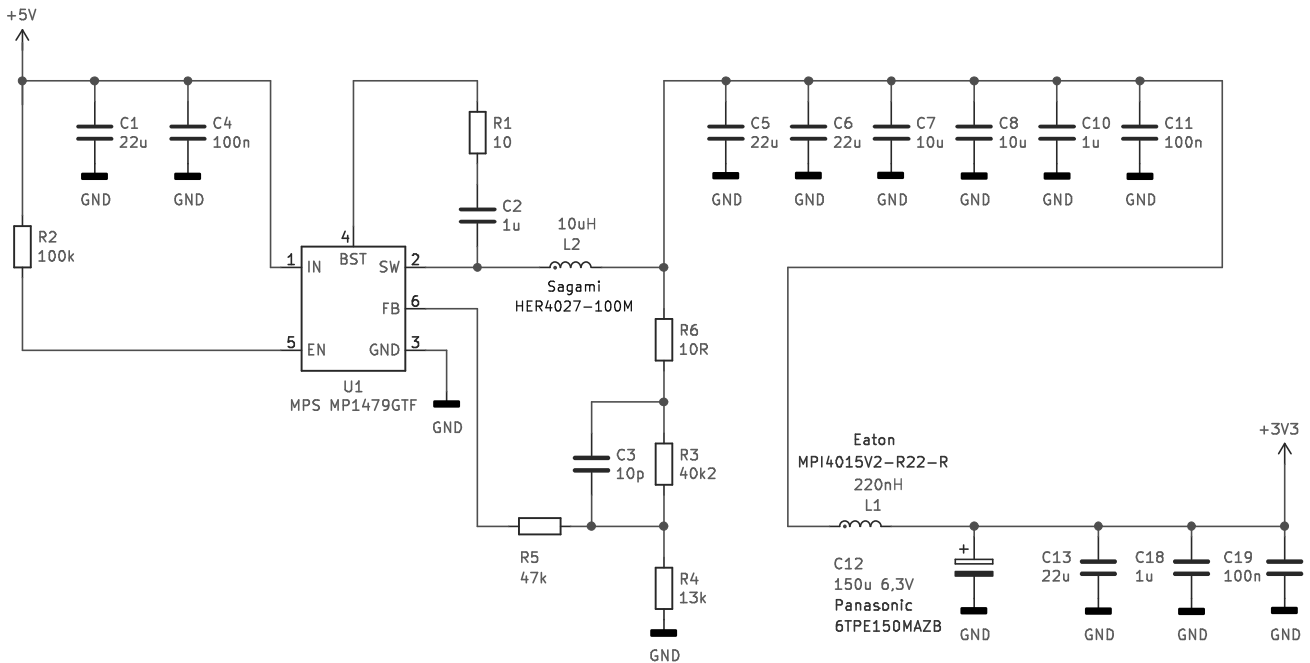 +5V
C1
22u
GND
C4
100n
GND
R2
100k
R1
10
C2
1u
4
BST
1
IN
SW
2
FB
6
5
EN
GND
3
U1
MPS MP1479GTF
GND
10uH
L2
Sagami
HER4027-100M
C5
22u
GND
C6
22u
GND
C7
10u
GND
C8
10u
GND
C10
1u
GND
C11
100n
GND
R6
10R
C3
10p
R3
40k2
R5
47k
R4
13k
GND
Eaton
MPI4015V2-R22-R
220nH
L1
+3V3
+
C12
150u 6,3V
Panasonic
6TPE150MAZB
GND
C13
22u
GND
C18
1u
GND
C19
100n
GND